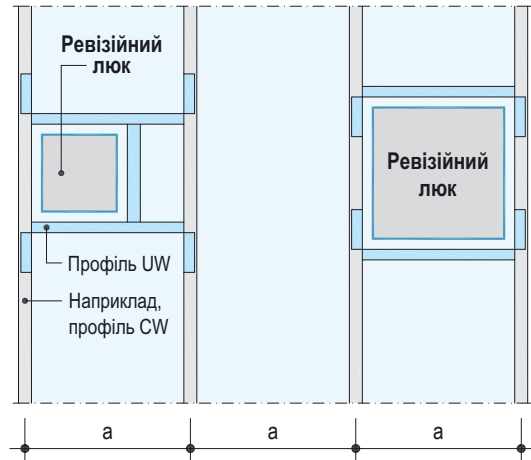 Ревізійний
люк
Ревізійний
люк
Профіль UW
Наприклад,
профіль CW
a
a
a